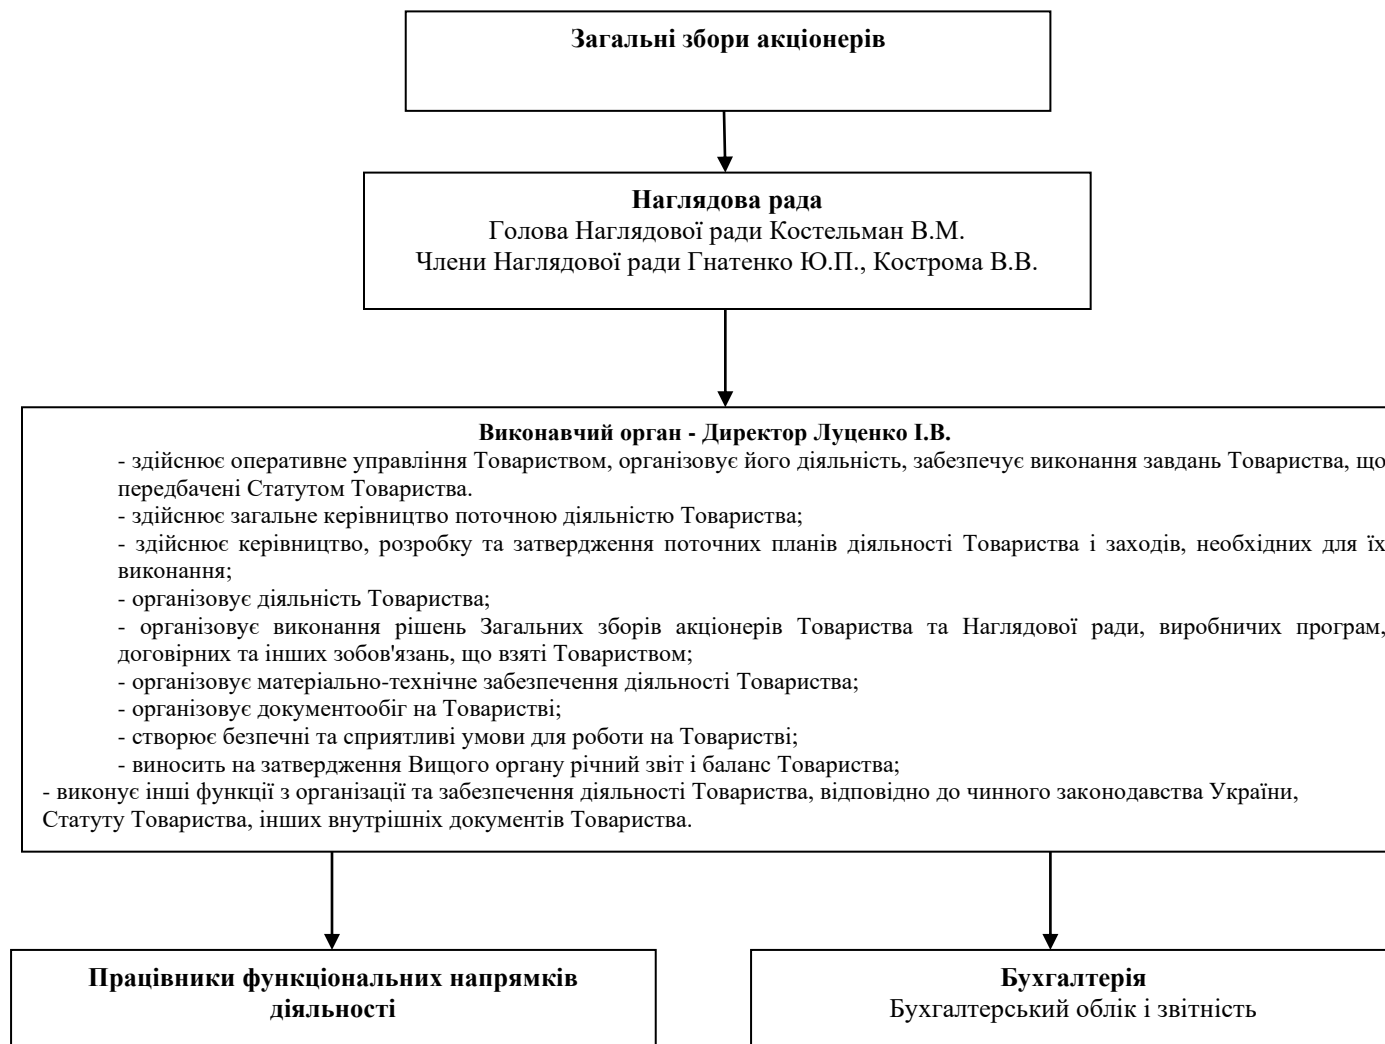 Загальні збори акціонерів
Наглядова рада
Голова Наглядової ради Костельман В.М.
Члени Наглядової ради Гнатенко Ю.П., Кострома В.В.
Виконавчий орган - Директор Луценко І.В.
- здійснює оперативне управління Товариством, організовує його діяльність, забезпечує виконання завдань Товариства, що
передбачені Статутом Товариства.
- здійснює загальне керівництво поточною діяльністю Товариства;
- здійснює керівництво, розробку та затвердження поточних планів діяльності Товариства і заходів, необхідних для їх
виконання;
- організовує діяльність Товариства;
- організовує виконання рішень Загальних зборів акціонерів Товариства та Наглядової ради, виробничих програм,
договірних та інших зобов'язань, що взяті Товариством;
- організовує матеріально-технічне забезпечення діяльності Товариства;
- організовує документообіг на Товаристві;
- створює безпечні та сприятливі умови для роботи на Товаристві;
- виносить на затвердження Вищого органу річний звіт і баланс Товариства;
- виконує інші функції з організації та забезпечення діяльності Товариства, відповідно до чинного законодавства України,
Статуту Товариства, інших внутрішніх документів Товариства.
Працівники функціональних напрямків
діяльності
Бухгалтерія
Бухгалтерський облік і звітність